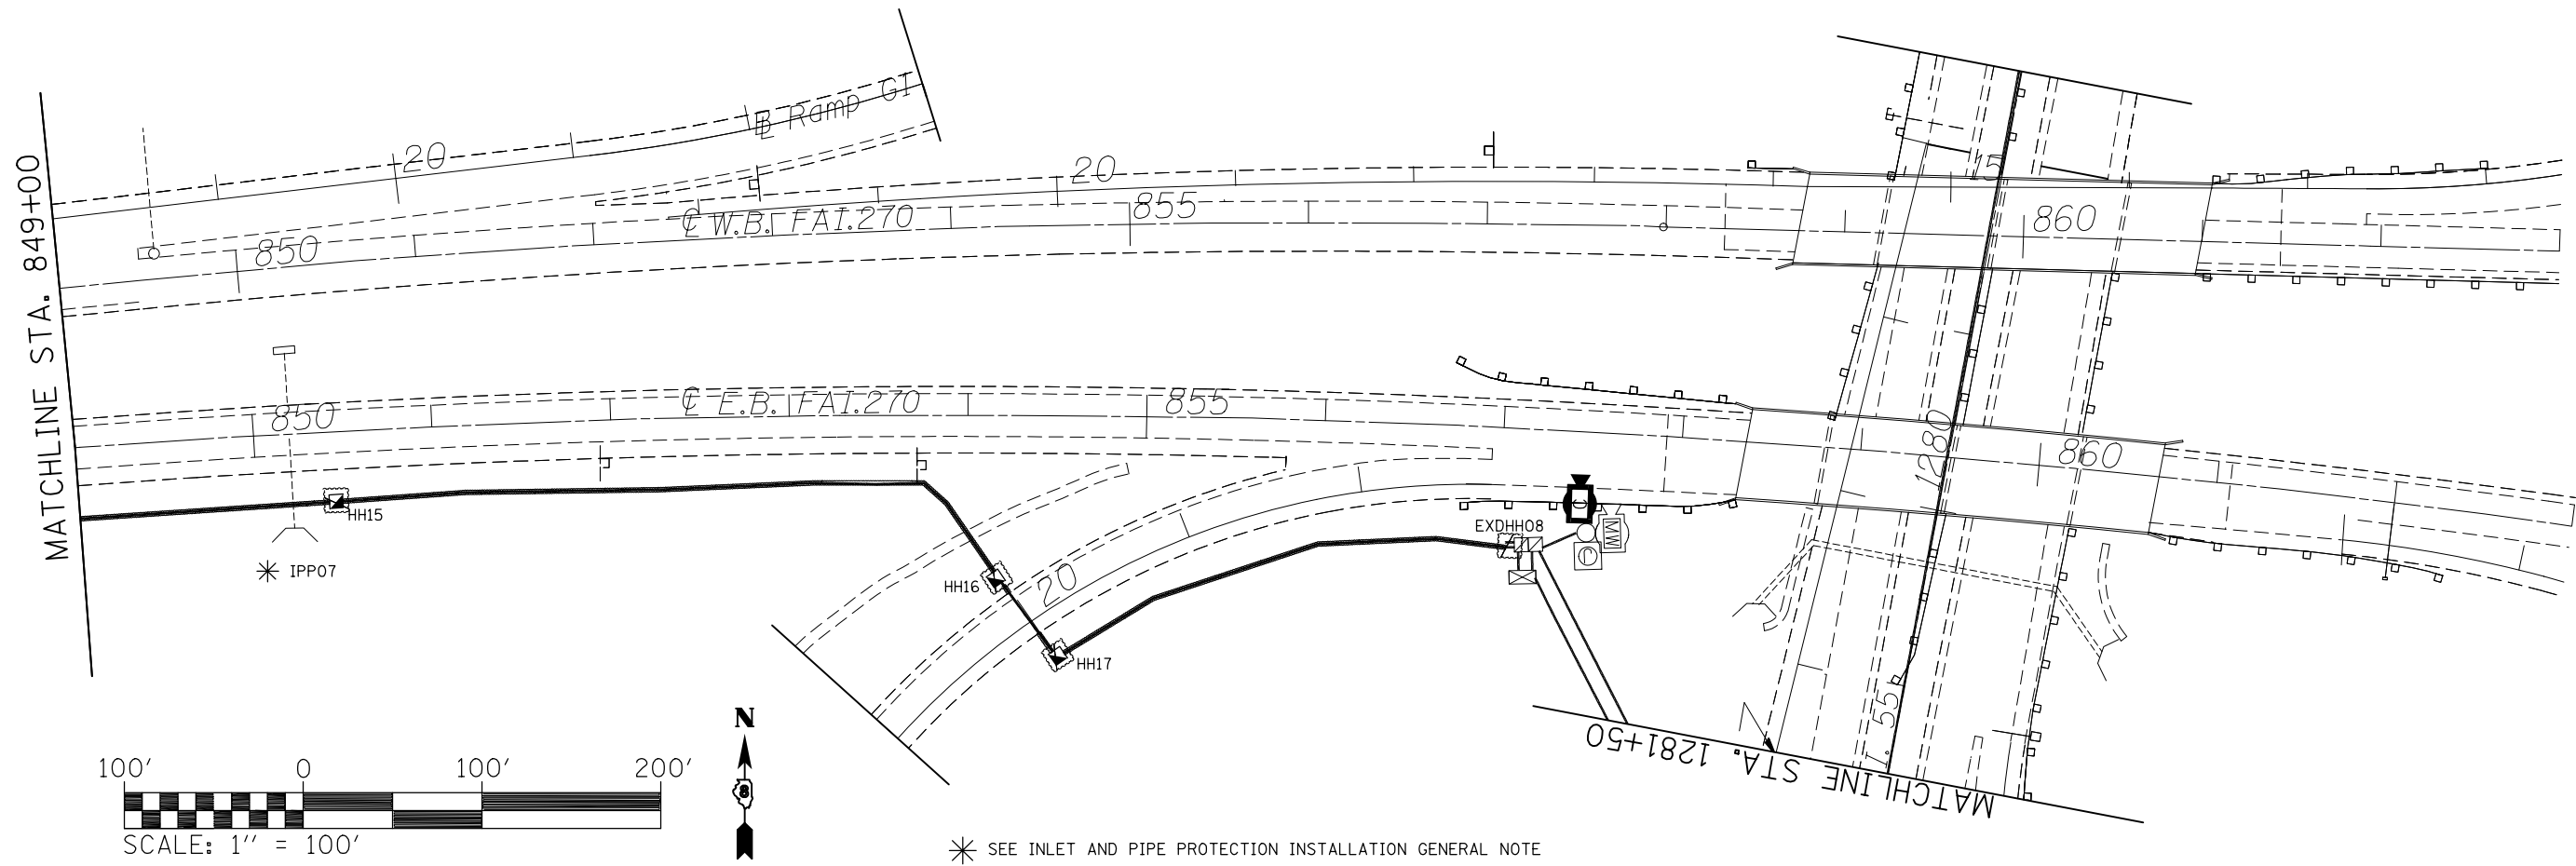 MATCHLINE STA. 849+00
20
B Ramp GI
20
850
℄ W.B. FAI.270
855
15
860
850
℄ E.B. FAI.270
855
1280
860
HH15
EXDHH08
C
MW
IPP07
HH16
20
HH17
I. 55
MATCHLINE STA. 1281+50
100' 0 100' 200'
SCALE: 1" = 100'
N
8
SEE INLET AND PIPE PROTECTION INSTALLATION GENERAL NOTE